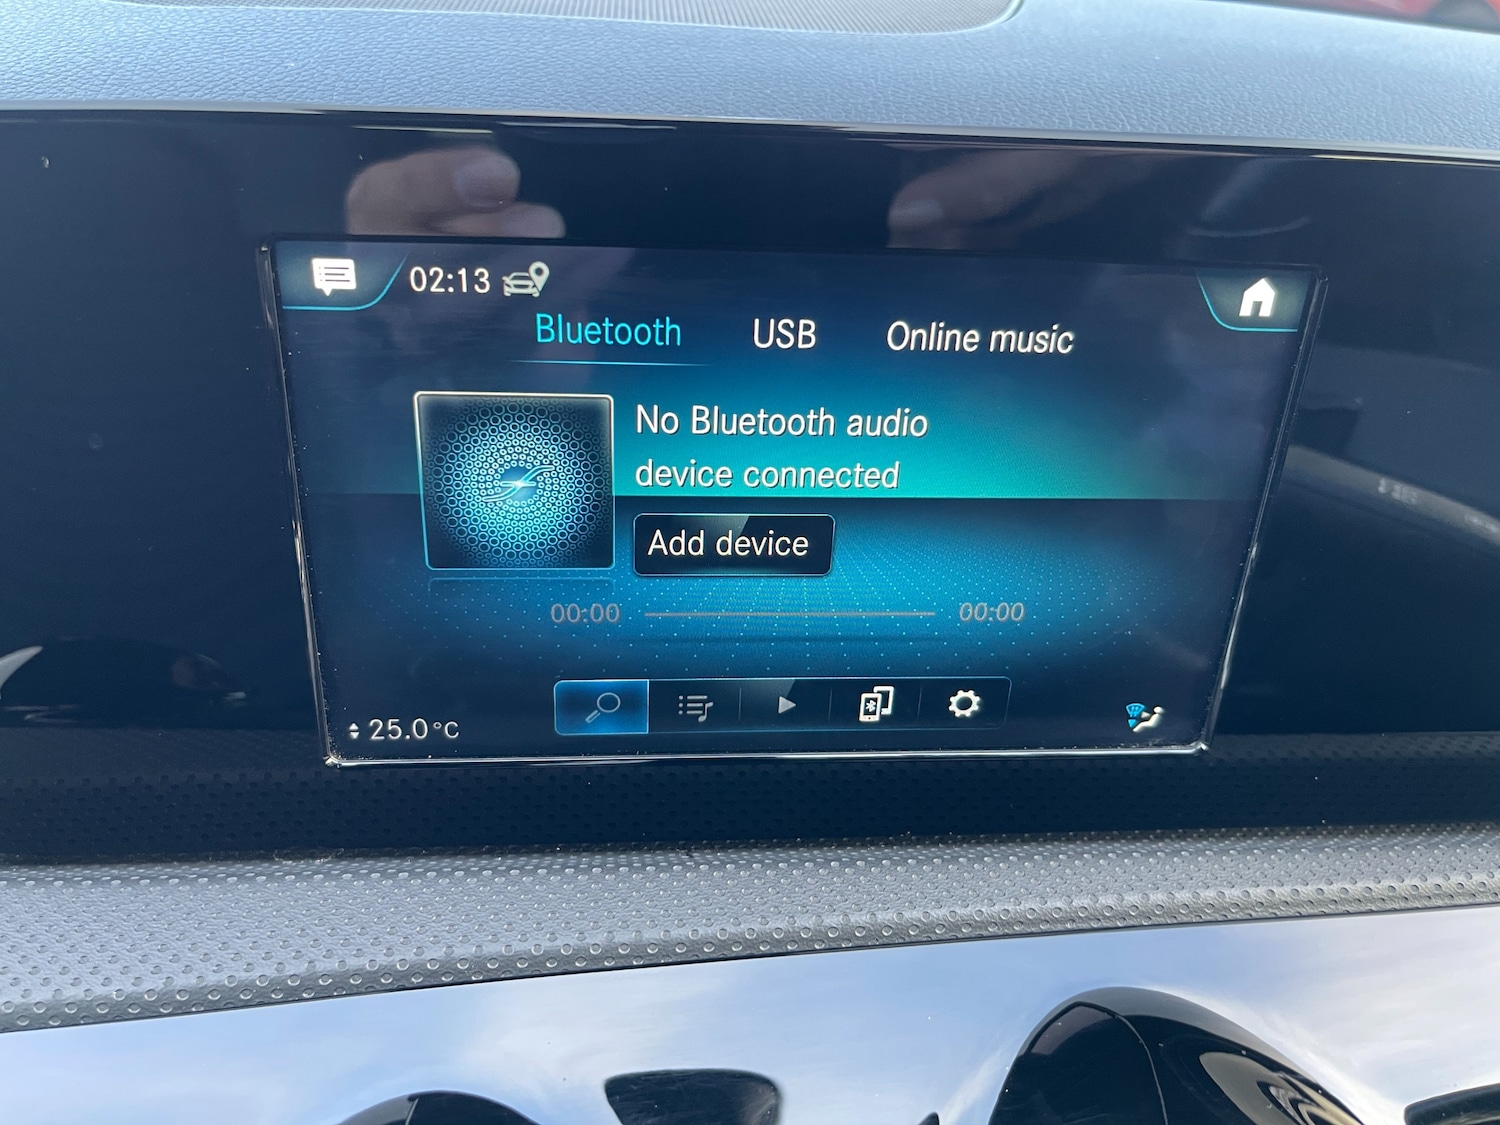 02:13
Bluetooth USB Online music
No Bluetooth audio
device connected
Add device
00:00 00:00
25.0°C